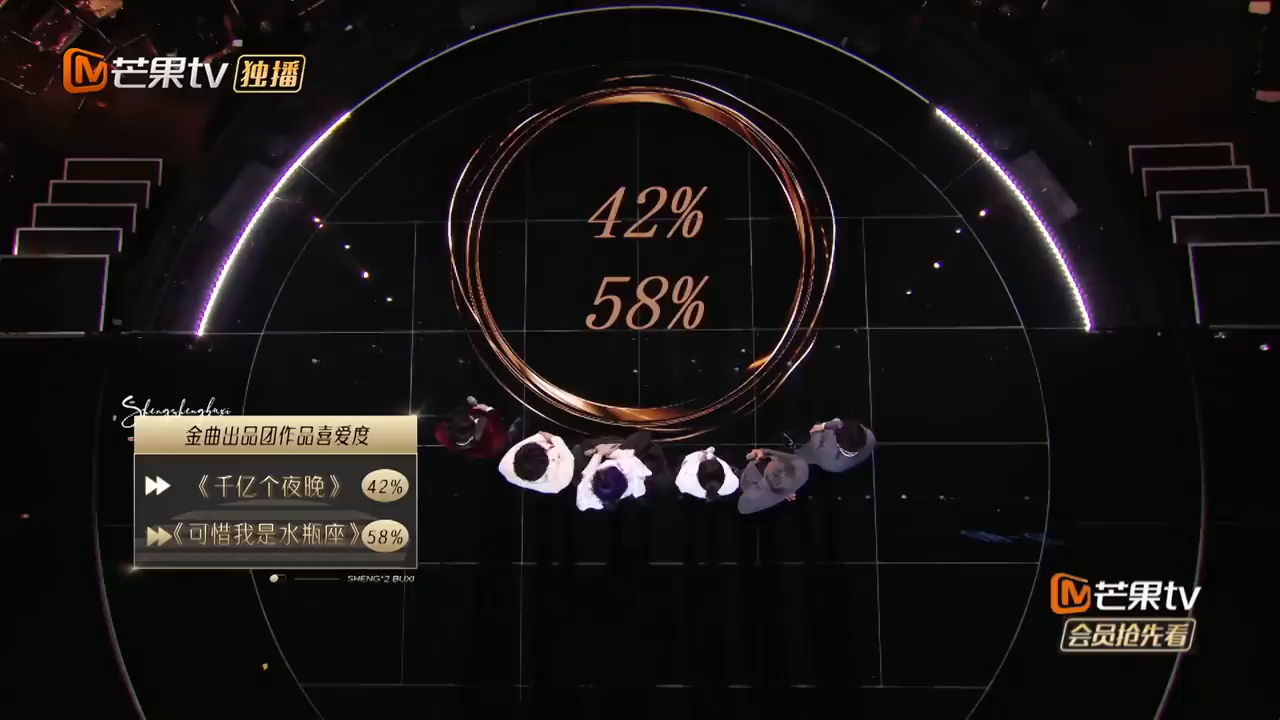 芒果tv 独播
42%
58%
Shengshengbuxi
金曲出品团作品喜爱度
《千亿个夜晚》 42%
《可惜我是水瓶座》 58%
SHENG*2 BUXI
芒果tv
会员抢先看